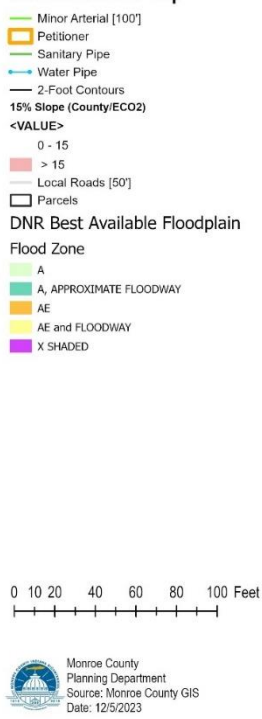 Minor Arterial [100']
Petitioner
Sanitary Pipe
Water Pipe
2-Foot Contours
15% Slope (County/ECO2)
<VALUE>
0 - 15
> 15
Local Roads [50']
Parcels
DNR Best Available Floodplain
Flood Zone
A
A, APPROXIMATE FLOODWAY
AE
AE and FLOODWAY
X SHADED
0 10 20 40 60 80 100 Feet
Monroe County
Planning Department
Source: Monroe County GIS
Date: 12/5/2023